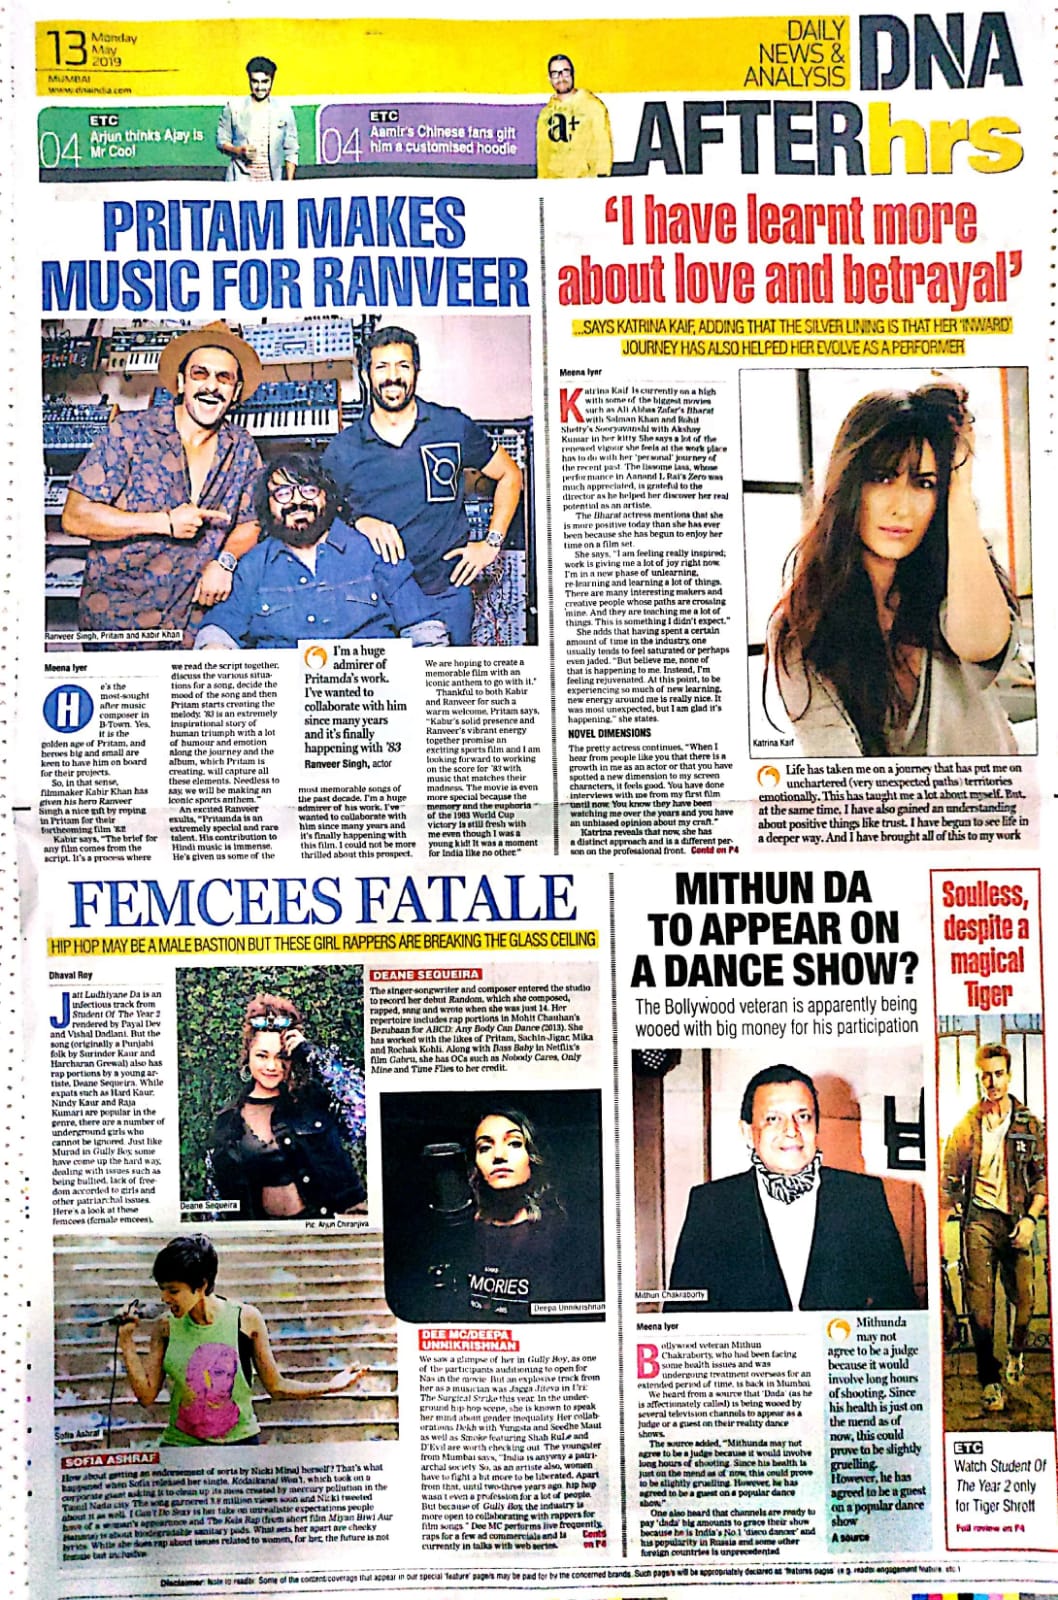 13 Monday
May
2019
MUMBAI
www.dnaindia.com
DAILY
NEWS &
ANALYSIS
DNA
AFTERhrs
ETC
04 Arjun thinks Ajay is
Mr Cool
ETC
04 Aamir's Chinese fans gift
him a customised hoodie
a+
PRITAM MAKES
MUSIC FOR RANVEER
Ranveer Singh, Pritam and Kabir Khan
Meena Iyer
He's the
most-sought
after music
composer in
B-Town. Yes,
it is the
golden age of Pritam, and
heroes big and small are
keen to have him on board
for their projects.
So, in that sense,
filmmaker Kabir Khan has
given his hero Ranveer
Singh a nice gift by roping
in Pritam for their
forthcoming film '83!
Kabir says, "The brief for
any film comes from the
script. It's a process where
we read the script together,
discuss the various situa-
tions for a song, decide the
mood of the song and then
Pritam starts creating the
melody. '83 is an extremely
inspirational story of
human triumph with a lot
of humour and emotion
along the journey and the
album, which Pritam is
creating, will capture all
these elements. Needless to
say, we will be making an
iconic sports anthem."
An excited Ranveer
exults, "Pritamda is an
extremely special and rare
talent. His contribution to
Hindi music is immense.
He's given us some of the
I'm a huge
admirer of
Pritamda's work.
I've wanted to
collaborate with him
since many years
and it's finally
happening with '83
Ranveer Singh, actor
most memorable songs of
the past decade. I'm a huge
admirer of his work. I've
wanted to collaborate with
him since many years and
it's finally happening with
this film. I could not be more
thrilled about this prospect.
We are hoping to create a
memorable film with an
iconic anthem to go with it."
Thankful to both Kabir
and Ranveer for such a
warm welcome, Pritam says,
"Kabir's solid presence and
Ranveer's vibrant energy
together promise an
exciting sports film and I am
looking forward to working
on the score for '83 with
music that matches their
madness. The movie is even
more special because the
memory and the euphoria
of the 1983 World Cup
victory is still fresh with
me even though I was a
young kid! It was a moment
for India like no other."
'I have learnt more
about love and betrayal'
...SAYS KATRINA KAIF, ADDING THAT THE SILVER LINING IS THAT HER 'INWARD'
JOURNEY HAS ALSO HELPED HER EVOLVE AS A PERFORMER
Meena Iyer
Katrina Kaif is currently on a high
with some of the biggest movies
such as Ali Abbas Zafar's Bharat
with Salman Khan and Rohit
Shetty's Sooryavanshi with Akshay
Kumar in her kitty. She says a lot of the
renewed vigour she feels at the work place
has to do with her 'personal' journey of
the recent past. The lissome lass, whose
performance in Aanand L Rai's Zero was
much appreciated, is grateful to the
director as he helped her discover her real
potential as an artiste.
The Bharat actress mentions that she
is more positive today than she has ever
been because she has begun to enjoy her
time on a film set.
She says, "I am feeling really inspired;
work is giving me a lot of joy right now.
I'm in a new phase of unlearning,
re-learning and learning a lot of things.
There are many interesting makers and
creative people whose paths are crossing
mine. And they are teaching me a lot of
things. This is something I didn't expect."
She adds that having spent a certain
amount of time in the industry, one
usually tends to feel saturated or perhaps
even jaded. "But believe me, none of
that is happening to me. Instead, I'm
feeling rejuvenated. At this point, to be
experiencing so much of new learning,
new energy around me is really nice. It
was most unexpected, but I am glad it's
happening," she states.
NOVEL DIMENSIONS
The pretty actress continues, "When I
hear from people like you that there is a
growth in me as an actor or that you have
spotted a new dimension to my screen
characters, it feels good. You have done
interviews with me from my first film
until now. You know they have been
watching me over the years and you have
an unbiased opinion about my craft."
Katrina reveals that now, she has
a distinct approach and is a different per-
son on the professional front. Contd on P4
Katrina Kaif
Life has taken me on a journey that has put me on
unchartered (very unexpected paths) territories
emotionally. This has taught me a lot about myself. But,
at the same time, I have also gained an understanding
about positive things like trust. I have begun to see life in
a deeper way. And I have brought all of this to my work
FEMCEES FATALE
HIP HOP MAY BE A MALE BASTION BUT THESE GIRL RAPPERS ARE BREAKING THE GLASS CEILING
Dhaval Roy
Jatt Ludhiyane Da is an
infectious track from
Student Of The Year 2
rendered by Payal Dev
and Vishal Dadlani. But the
song (originally a Punjabi
folk by Surinder Kaur and
Harcharan Grewal) also has
rap portions by a young ar-
tiste, Deane Sequeira. While
expats such as Hard Kaur,
Nindy Kaur and Raja
Kumari are popular in the
genre, there are a number of
underground girls who
cannot be ignored. Just like
Murad in Gully Boy, some
have come up the hard way,
dealing with issues such as
being bullied, lack of free-
dom accorded to girls and
other patriarchal issues.
Here's a look at these
femcees (female emcees).
Deane Sequeira
Pic: Arjun Chiranjiva
DEANE SEQUEIRA
The singer-songwriter and composer entered the studio
to record her debut Random, which she composed,
rapped, sang and wrote when she was just 14. Her
repertoire includes rap portions in Mohit Chauhan's
Bezubaan for ABCD: Any Body Can Dance (2013). She
has worked with the likes of Pritam, Sachin-Jigar, Mika
and Rochak Kohli. Along with Bass Baby in Netflix's
film Gabru, she has OCs such as Nobody Cares, Only
Mine and Time Flies to her credit.
MORIES
Deepa Unnikrishnan
Sofia Ashraf
DEE MC/DEEPA
UNNIKRISHNAN
We saw a glimpse of her in Gully Boy, as one
of the participants auditioning to open for
Nas in the movie. But an explosive track from
her as a musician was Jagga Jiteya in Uri:
The Surgical Strike this year. In the under-
ground hip hop scene, she is known to speak
her mind about gender inequality. Her collab-
orations Dekh with Yungsta and Seedhe Maut
as well as Smoke featuring Shah RuLe and
D'Evil are worth checking out. The youngster
from Mumbai says, "India is anyway a patri-
archal society. So, as an artiste also, women
have to fight a bit more to be liberated. Apart
from that, until two-three years ago, hip hop
wasn't even a profession for a lot of people.
But because of Gully Boy, the industry is
more open to collaborating with rappers for
film songs." Dee MC performs live frequently,
raps for a few ad commercials and is
currently in talks with web series.
Contd
on P4
SOFIA ASHRAF
How about getting an endorsement of sorts by Nicki Minaj herself? That's what
happened when Sofia released her single, Kodaikanal Won't, which took on a
corporate giant asking it to clean up its mess created by mercury pollution in the
Tamil Nadu city. The song garnered 3.8 million views soon and Nicki tweeted
about it as well. I Can't Do Sexy is her take on unrealistic expectations people
have of a woman's appearance and The Kela Rap (from short film Miyan Biwi Aur
Banana) is about biodegradable sanitary pads. What sets her apart are cheeky
lyrics. While she does rap about issues related to women, for her, the future is not
female but inclusive.
MITHUN DA
TO APPEAR ON
A DANCE SHOW?
The Bollywood veteran is apparently being
wooed with big money for his participation
Mithun Chakraborty
Meena Iyer
Bollywood veteran Mithun
Chakraborty, who had been facing
some health issues and was
undergoing treatment overseas for an
extended period of time, is back in Mumbai
We heard from a source that 'Dada' (as he
is affectionately called) is being wooed by
several television channels to appear as a
judge or a guest on their reality dance
shows.
The source added, "Mithunda may not
agree to be a judge because it would involve
long hours of shooting. Since his health is
just on the mend as of now, this could prove
to be slightly gruelling. However, he has
agreed to be a guest on a popular dance
show."
One also heard that channels are ready to
pay 'dada' big amounts to grace their show
because he is India's No 1 'disco dancer' and
his popularity in Russia and some other
foreign countries is unprecedented
Mithunda
may not
agree to be a judge
because it would
involve long hours
of shooting. Since
his health is just on
the mend as of
now, this could
prove to be slightly
gruelling.
However, he has
agreed to be a guest
on a popular dance
show
A source
Soulless,
despite a
magical
Tiger
ETC
Watch Student Of
The Year 2 only
for Tiger Shroff
Full review on P4
Disclaimer: Note to reader: Some of the content/coverage that appear in our special 'feature' page/s may be paid for by the concerned brands. Such page/s will be appropriately declared as 'features pages' (e.g. reader engagement feature, etc.)